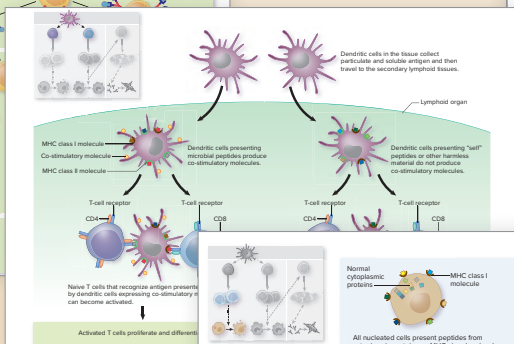 Dendritic cells in the tissue collect
particulate and soluble antigen and then
travel to the secondary lymphoid tissues.
Lymphoid organ
MHC class I molecule
Co-stimulatory molecule
MHC class II molecule
Dendritic cells presenting
microbial peptides produce
co-stimulatory molecules.
Dendritic cells presenting "self"
peptides or other harmless
material do not produce
co-stimulatory molecules.
T-cell receptor
T-cell receptor
T-cell receptor
T-cell receptor
CD4
CD8
CD4
CD8
Naive T cells that recognize antigen
by dendritic cells expressing co-stimulatory
can become activated.
Activated T cells proliferate and
Normal
cytoplasmic
proteins
MHC class I
molecule
All nucleated cells present peptides from